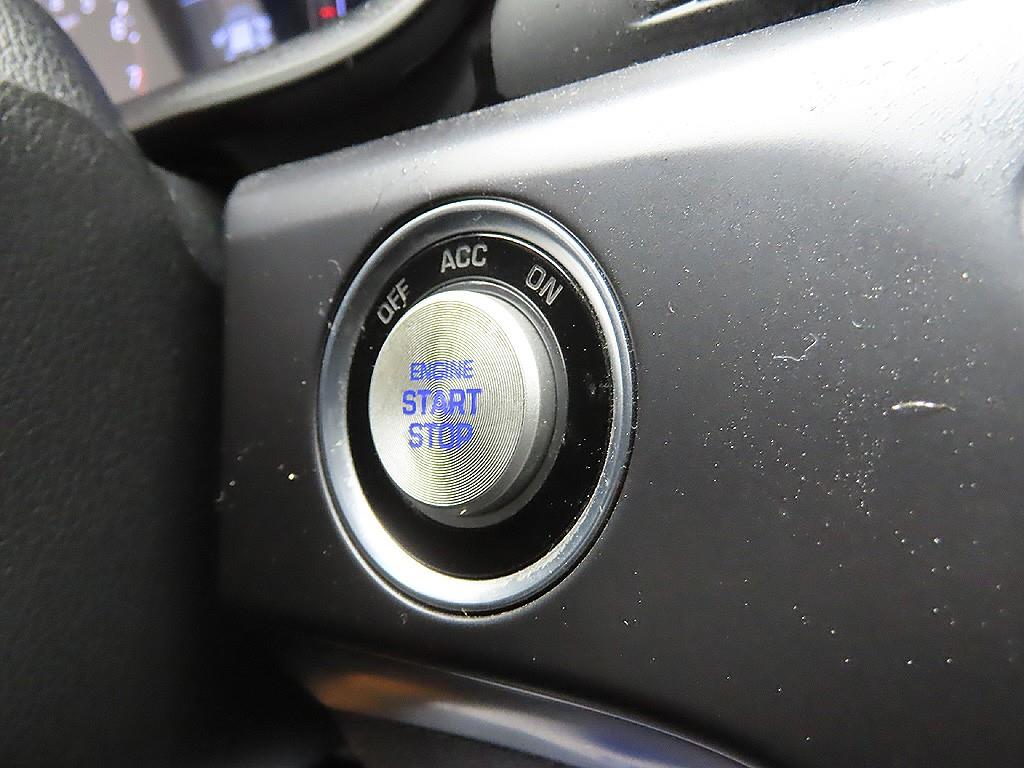 OFF ACC ON
ENGINE
START
STOP